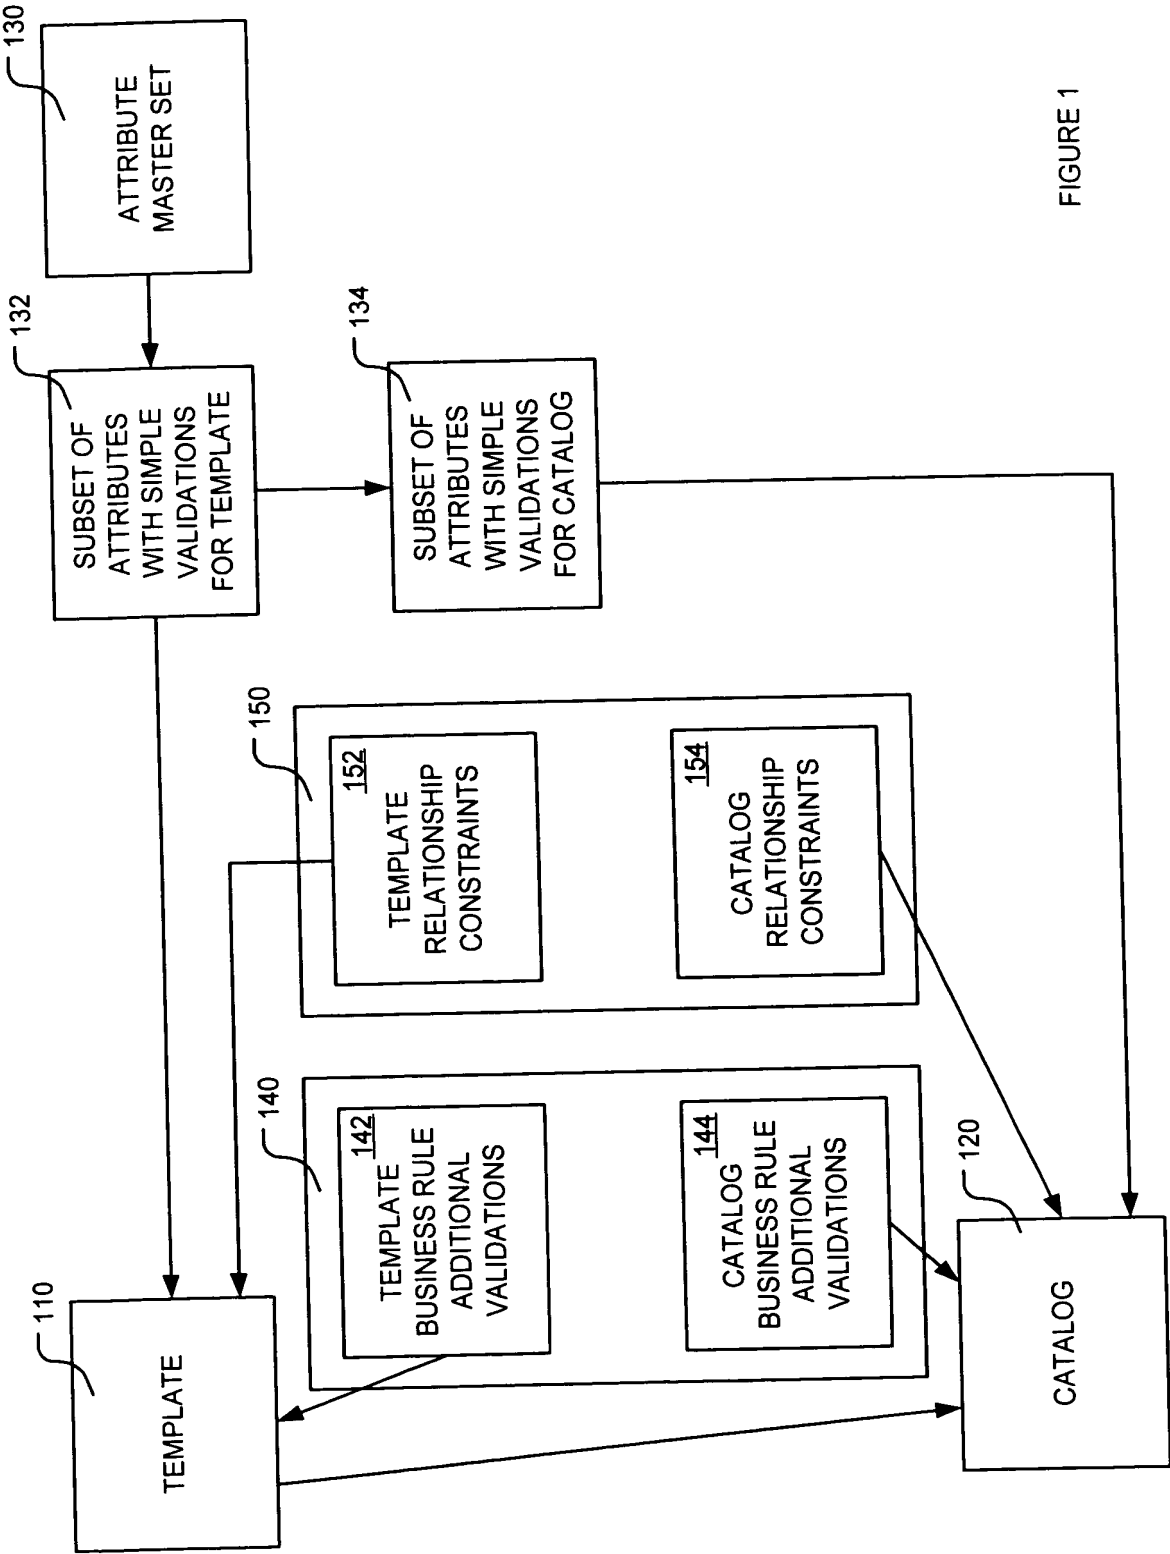 110
TEMPLATE
132
SUBSET OF
ATTRIBUTES
WITH SIMPLE
VALIDATIONS
FOR TEMPLATE
130
ATTRIBUTE
MASTER SET
140
142
TEMPLATE
BUSINESS RULE
ADDITIONAL
VALIDATIONS
150
152
TEMPLATE
RELATIONSHIP
CONSTRAINTS
134
SUBSET OF
ATTRIBUTES
WITH SIMPLE
VALIDATIONS
FOR CATALOG
144
CATALOG
BUSINESS RULE
ADDITIONAL
VALIDATIONS
154
CATALOG
RELATIONSHIP
CONSTRAINTS
120
CATALOG
FIGURE 1